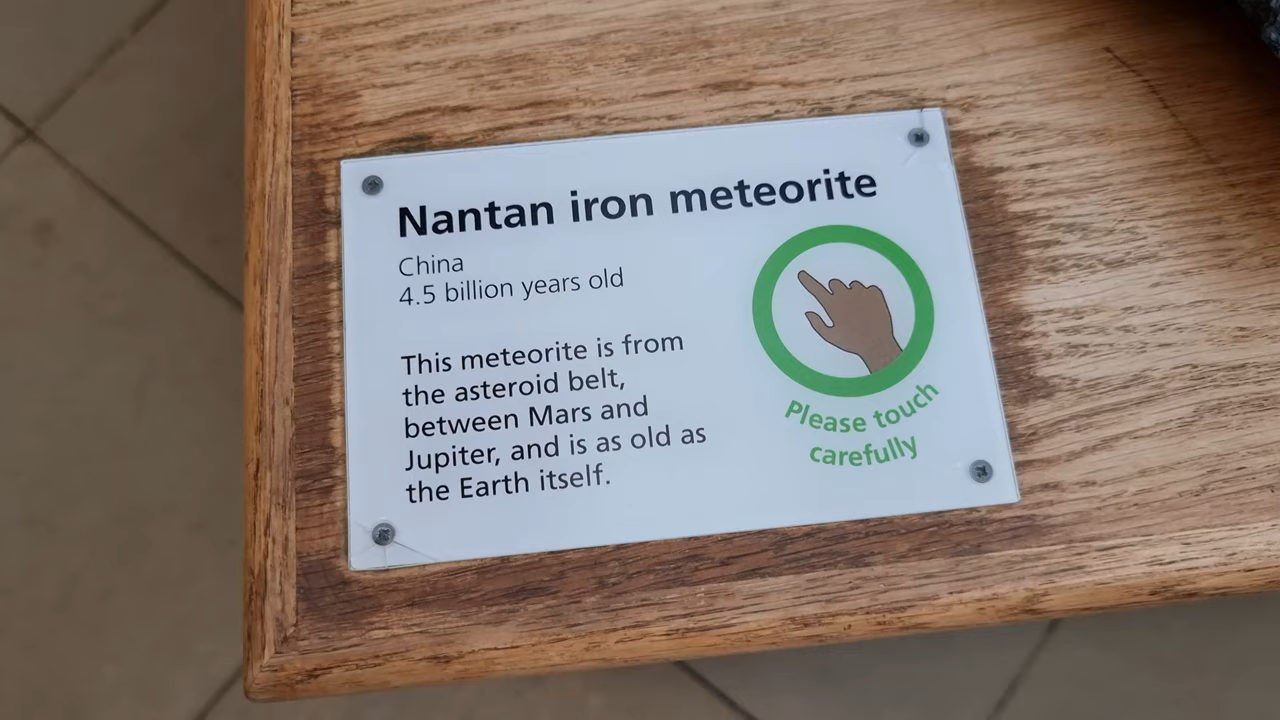 Nantan iron meteorite
China
4.5 billion years old
This meteorite is from
the asteroid belt,
between Mars and
Jupiter, and is as old as
the Earth itself.
Please touch
carefully